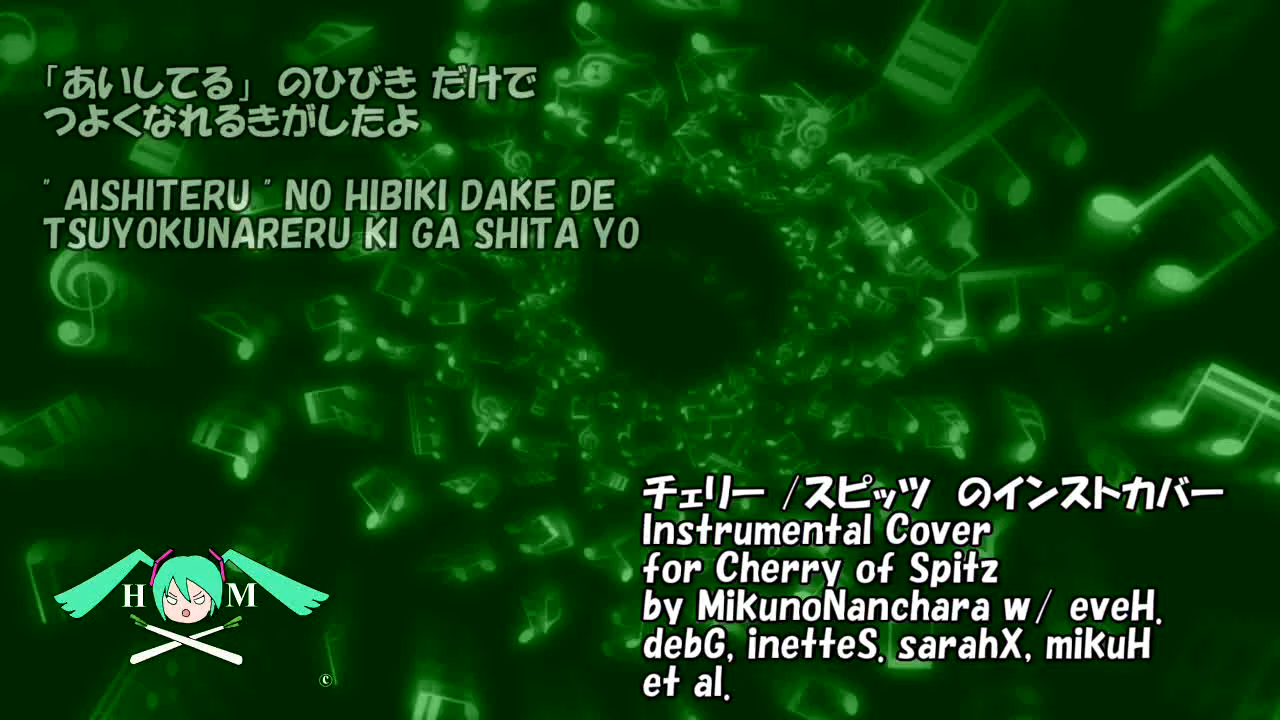 「あいしてる」 のひびき だけで
つよくなれるきがしたよ
" AISHITERU " NO HIBIKI DAKE DE
TSUYOKUNARERU KI GA SHITA YO
チェリー /スピッツ のインストカバー
Instrumental Cover
for Cherry of Spitz
by MikunoNanchara w/ eveH.
debG, inetteS. sarahX, mikuH
et al.
H M
©